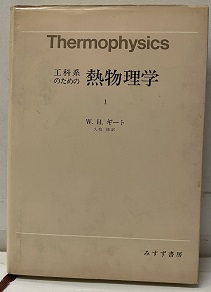 Thermophysics
工科系
のための
熱物理学
1
W. H. ギート
みすず書房